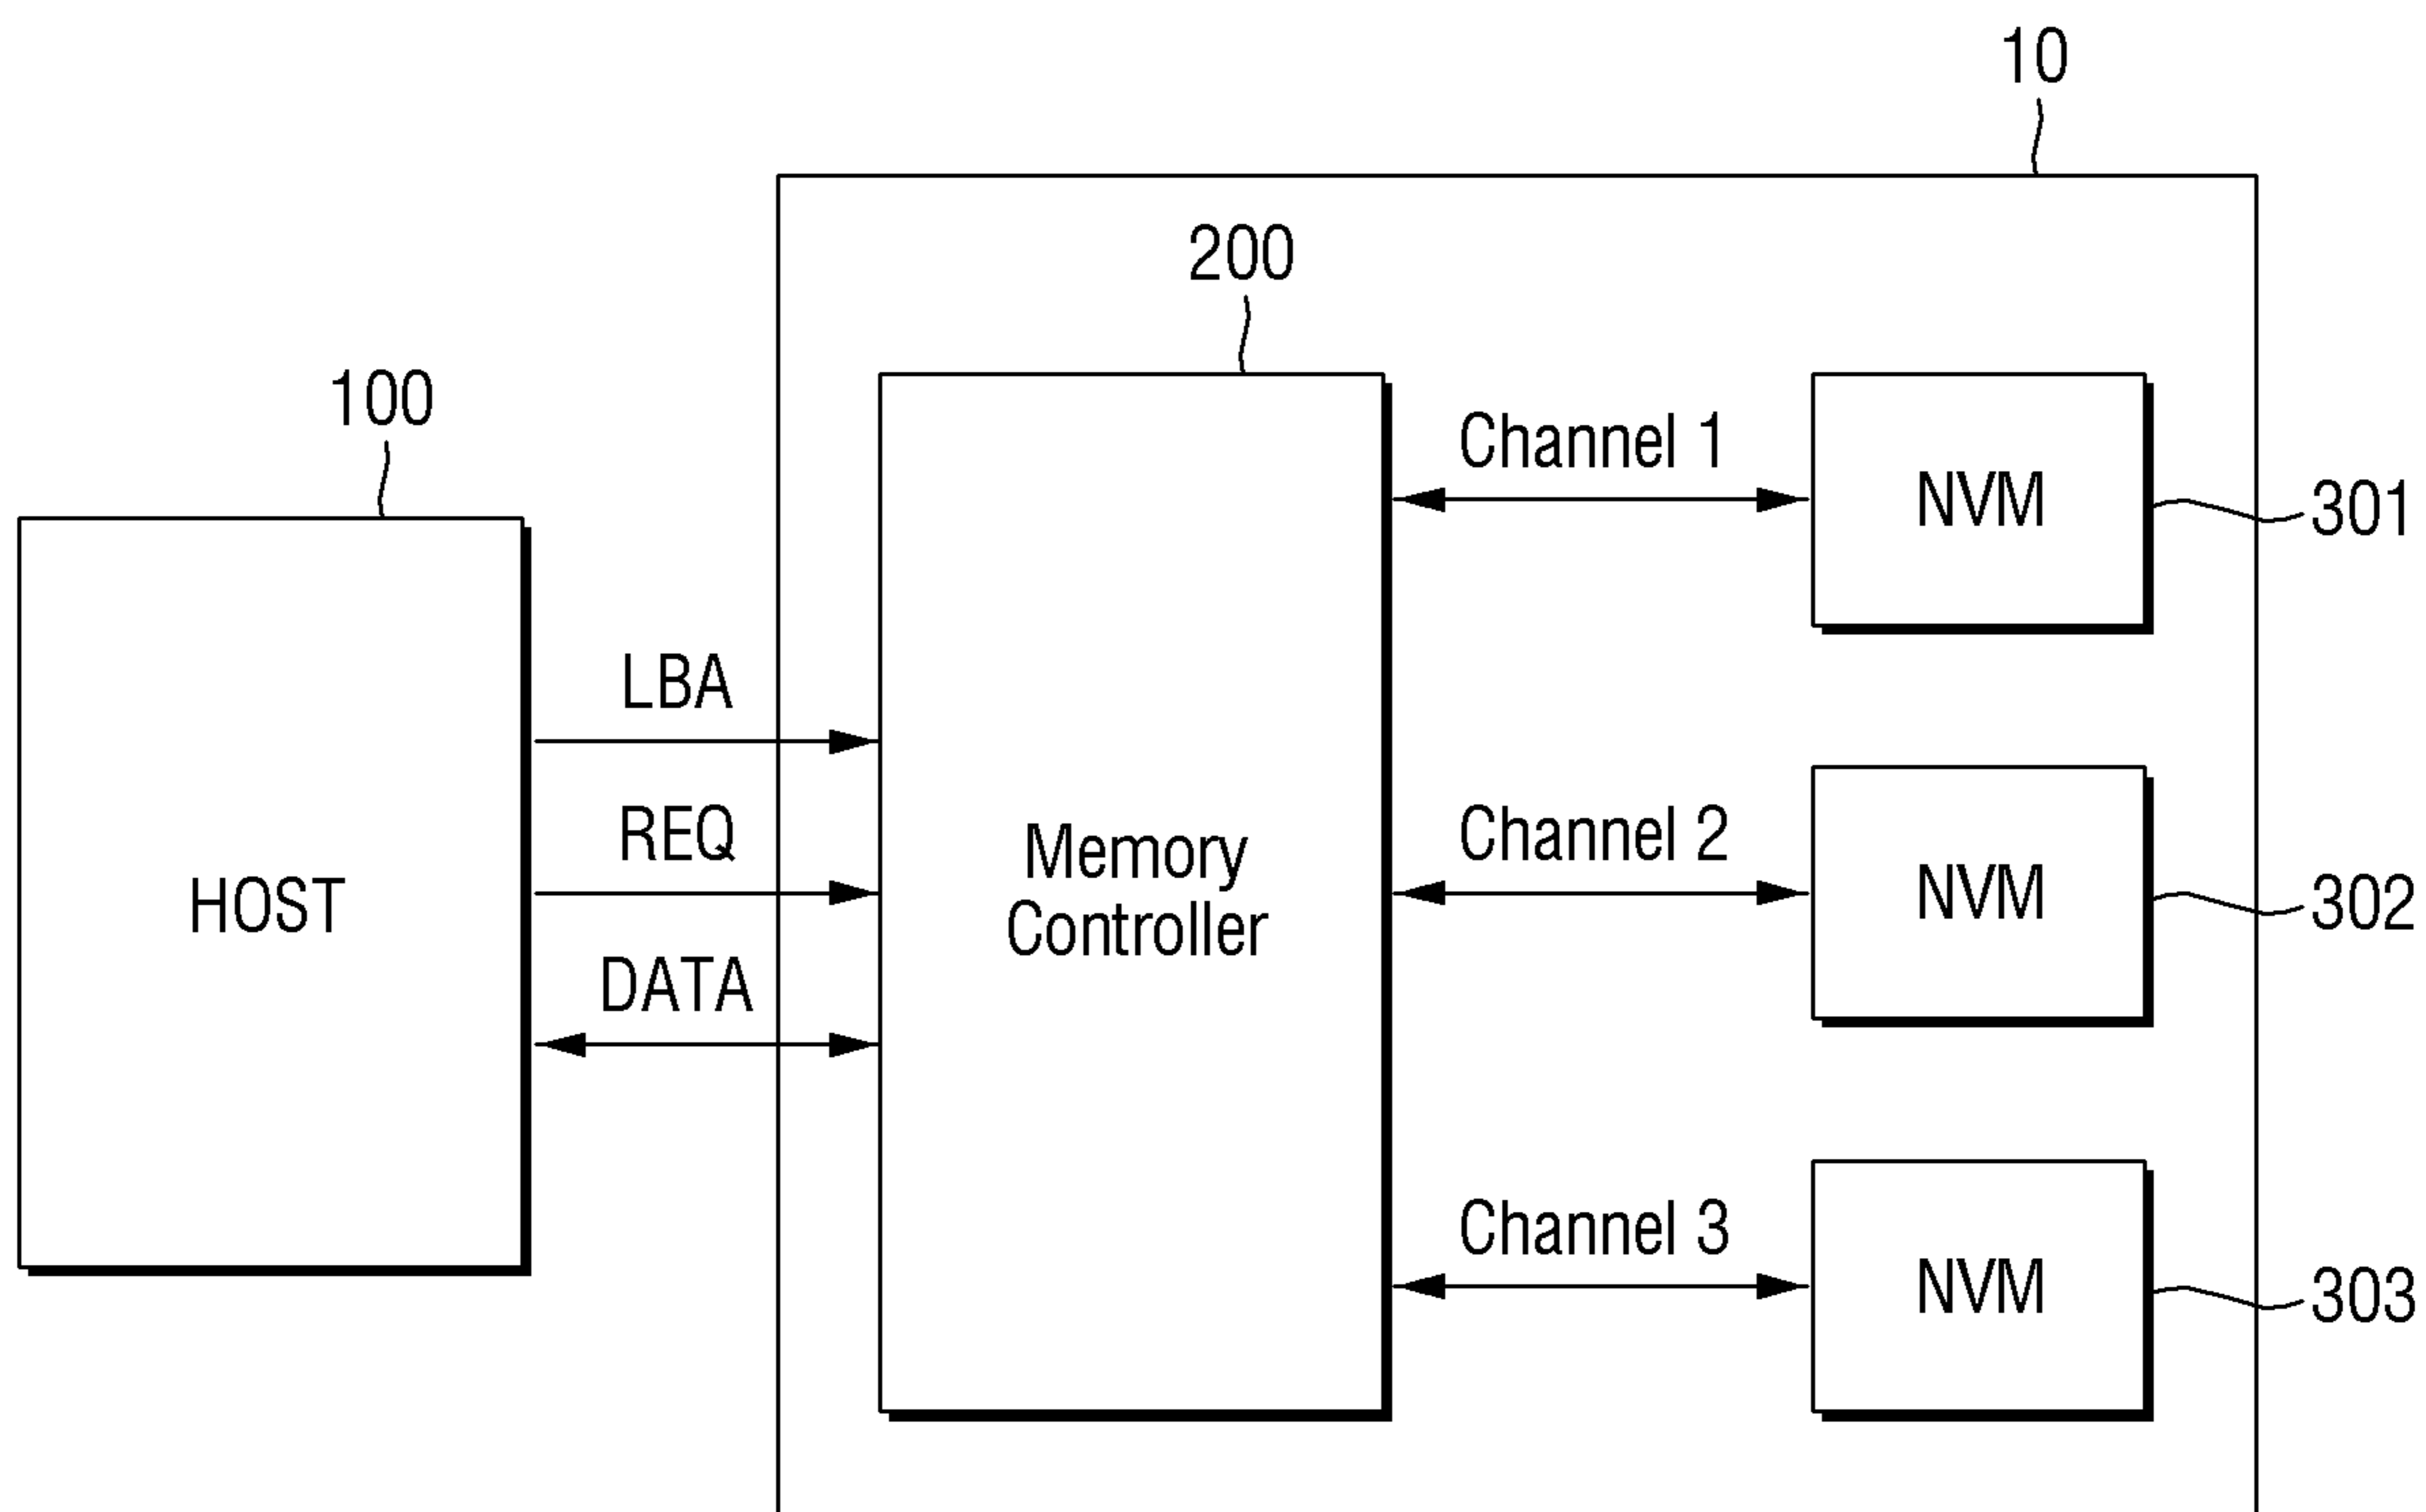 10
200
100
Channel 1
NVM
301
LBA
REQ
HOST
DATA
Memory
Controller
Channel 2
NVM
302
Channel 3
NVM
303